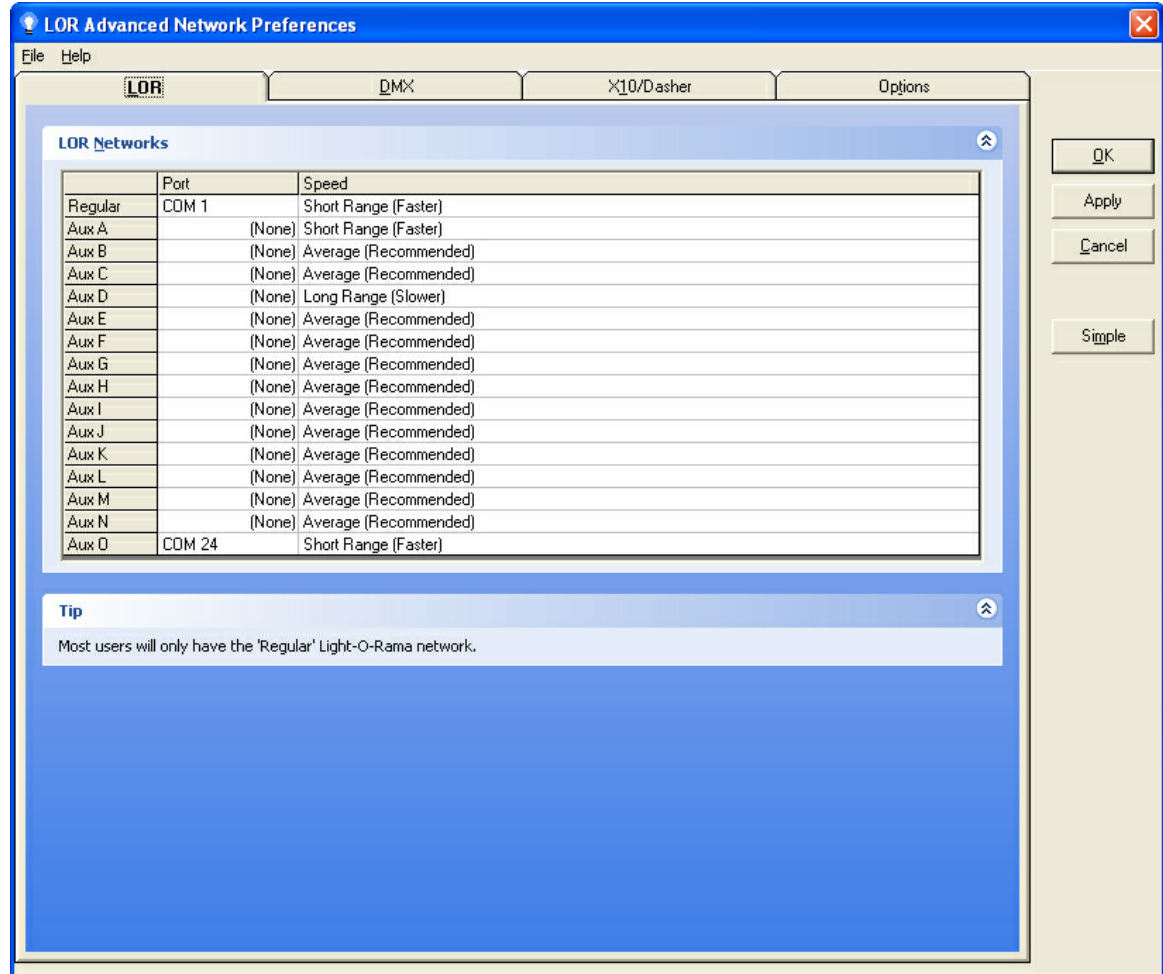 LOR Advanced Network Preferences
File Help
LOR DMX X10/Dasher Options
LOR Networks
Port Speed
Regular COM 1 Short Range (Faster)
Aux A (None) Short Range (Faster)
Aux B (None) Average (Recommended)
Aux C (None) Average (Recommended)
Aux D (None) Long Range (Slower)
Aux E (None) Average (Recommended)
Aux F (None) Average (Recommended)
Aux G (None) Average (Recommended)
Aux H (None) Average (Recommended)
Aux I (None) Average (Recommended)
Aux J (None) Average (Recommended)
Aux K (None) Average (Recommended)
Aux L (None) Average (Recommended)
Aux M (None) Average (Recommended)
Aux N (None) Average (Recommended)
Aux O COM 24 Short Range (Faster)
Tip
Most users will only have the 'Regular' Light-O-Rama network.
OK
Apply
Cancel
Simple